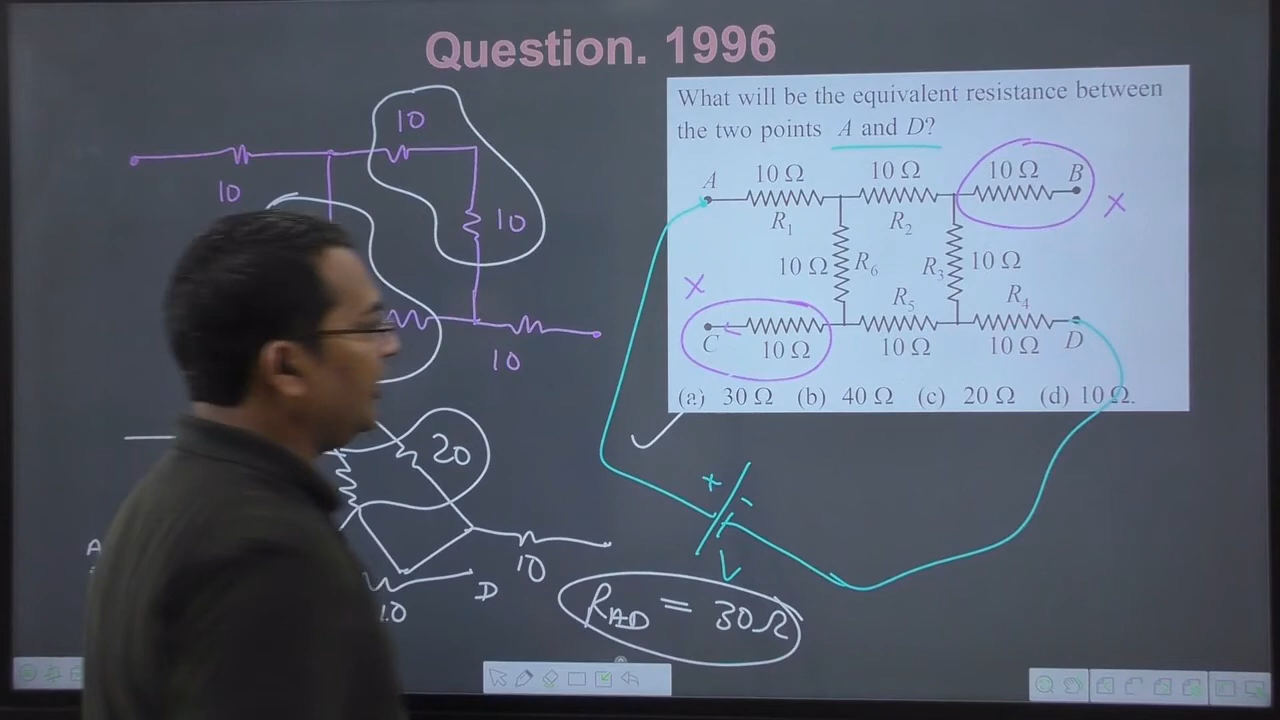 Question. 1996
What will be the equivalent resistance between
the two points A and D?
A 10 Ω 10 Ω 10 Ω B
R1 R2
10 Ω R6 R3 10 Ω
R5 R4
C 10 Ω 10 Ω 10 Ω D
(a) 30 Ω (b) 40 Ω (c) 20 Ω (d) 10 Ω.
X
X
10
10
10
10
20
10
A
10
D
+ -
V
RAD = 30Ω